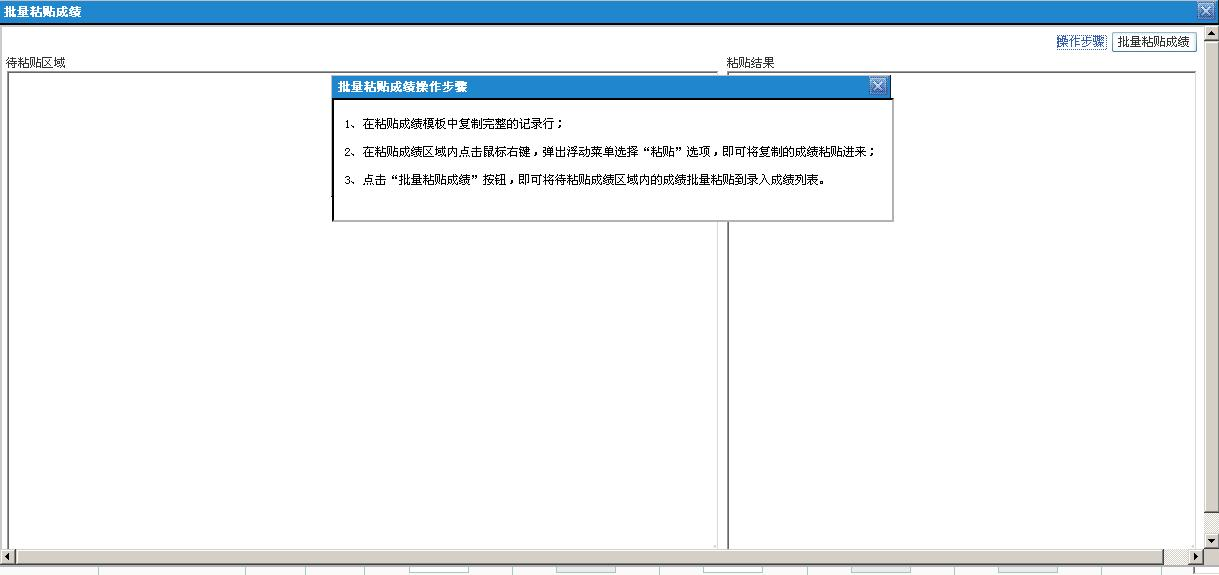 批量粘贴成绩
操作步骤 批量粘贴成绩
待粘贴区域 粘贴结果
批量粘贴成绩操作步骤
1、在粘贴成绩模板中复制完整的记录行；
2、在粘贴成绩区域内点击鼠标右键，弹出浮动菜单选择“粘贴”选项，即可将复制的成绩粘贴进来；
3、点击“批量粘贴成绩”按钮，即可将待粘贴成绩区域内的成绩批量粘贴到录入成绩列表。